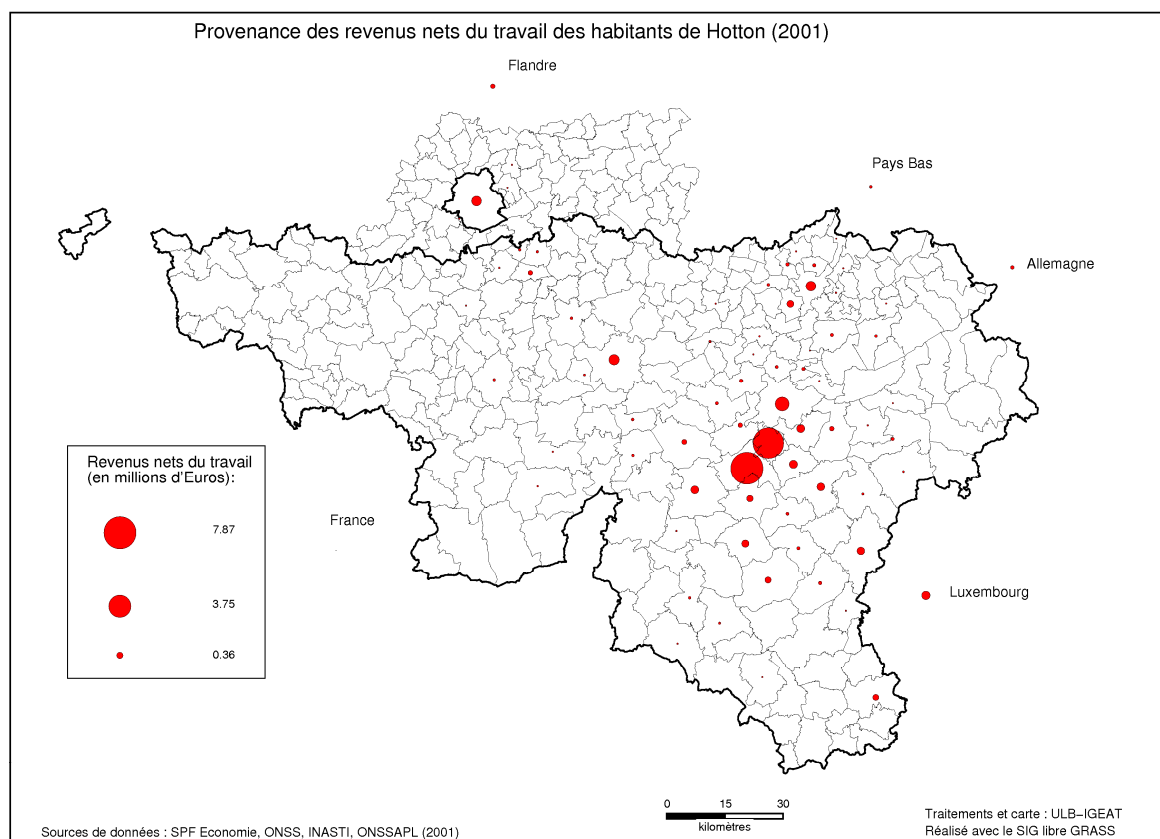 Provenance des revenus nets du travail des habitants de Hotton (2001)
Flandre
Pays Bas
Allemagne
Revenus nets du travail
(en millions d'Euros):
7.87
3.75
0.36
France
Luxembourg
0 15 30
kilomètres
Sources de données : SPF Economie, ONSS, INASTI, ONSSAPL (2001)
Traitements et carte : ULB-IGEAT
Réalisé avec le SIG libre GRASS